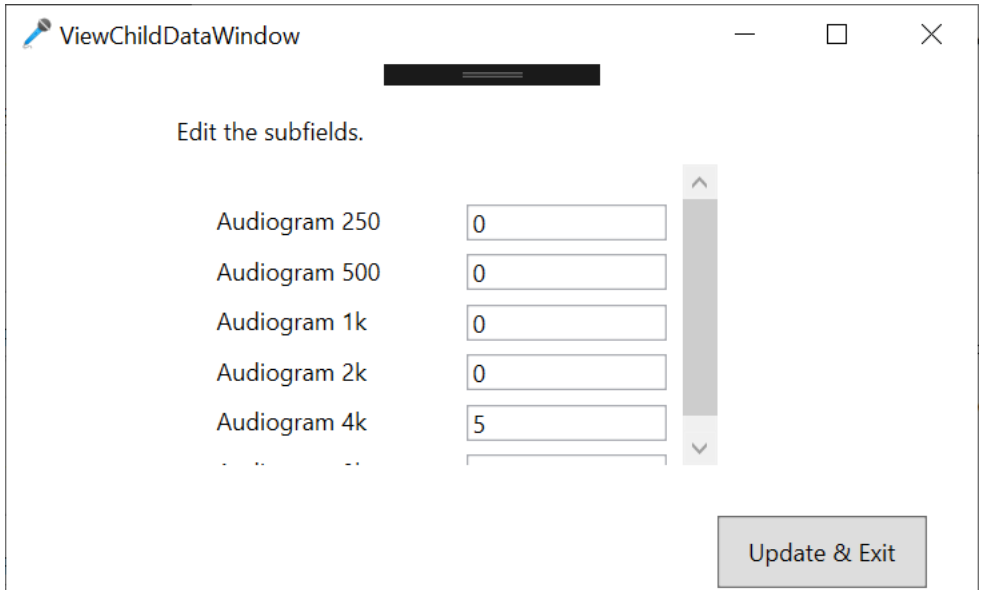 ViewChildDataWindow
Edit the subfields.
Audiogram 250 0
Audiogram 500 0
Audiogram 1k 0
Audiogram 2k 0
Audiogram 4k 5
Update & Exit